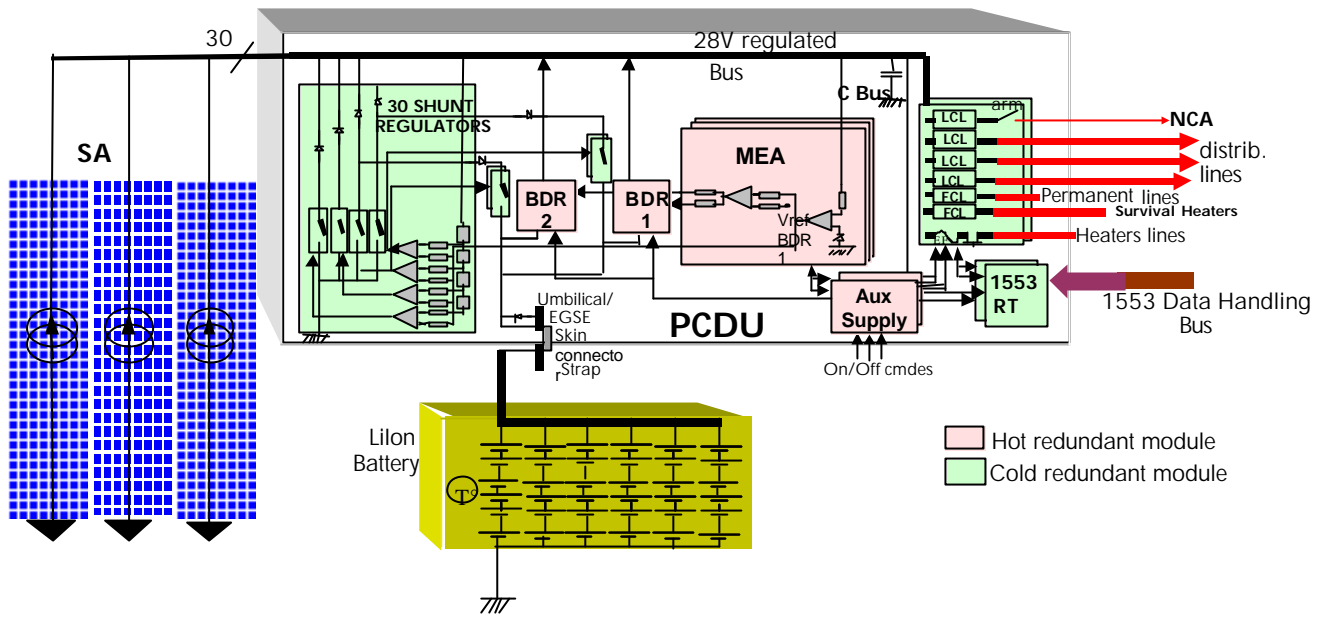 30
28V regulated
Bus
C Bus
30 SHUNT
REGULATORS
SA
MEA
BDR
2
BDR
1
Vref
BDR
1
LCL
LCL
LCL
LCL
FCL
FCL
arm
NCA
distrib.
lines
Permanent lines
Survival Heaters
Heaters lines
1553
RT
1553 Data Handling
Bus
Aux
Supply
On/Off cmdes
PCDU
Umbilical/
EGSE
Skin
connecto
r
Strap
LiIon
Battery
T°
Hot redundant module
Cold redundant module